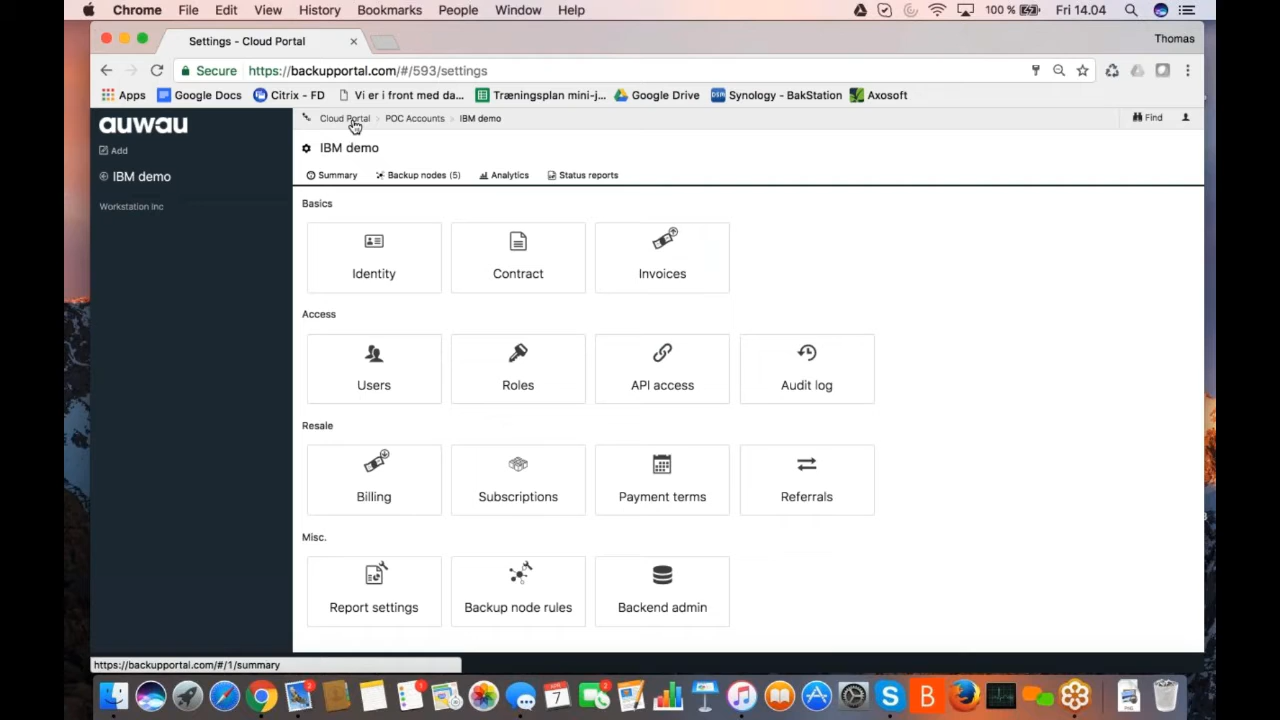 Chrome File Edit View History Bookmarks People Window Help 100 % Fri 14.04
Settings - Cloud Portal Thomas
Secure https://backupportal.com/#/593/settings
Apps Google Docs Citrix - FD Vi er i front med da... Træningsplan mini-j... Google Drive DSM Synology - BakStation Axosoft
auwau Cloud Portal POC Accounts IBM demo Find
Add
IBM demo
IBM demo
Summary Backup nodes (5) Analytics Status reports
Workstation Inc
Basics
Identity Contract Invoices
Access
Users Roles API access Audit log
Resale
Billing Subscriptions Payment terms Referrals
Misc.
Report settings Backup node rules Backend admin
https://backupportal.com/#/1/summary